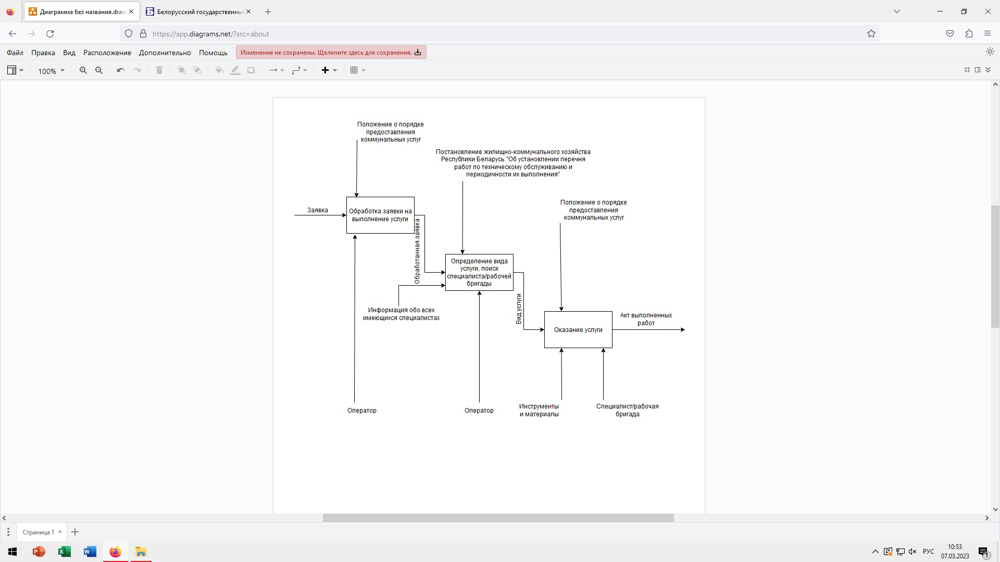 Диаграмма без названия.draw
Белорусский государственны
https://app.diagrams.net/?src=about
Файл
Правка
Вид
Расположение
Дополнительно
Помощь
Изменения не сохранены. Щелкните здесь для сохранения.
100%
Положение о порядке
предоставления
коммунальных услуг
Постановление жилищно-коммунального хозяйства
Республики Беларусь "Об установлении перечня
работ по техническому обслуживанию и
периодичности их выполнения"
Положение о порядке
предоставления
коммунальных услуг
Заявка
Обработка заявки на
выполнение услуги
Обработанная заявка
Определение вида
услуги, поиск
специалиста/рабочей
бригады
Информация обо всех
имеющихся специалистах
Вид услуги
Оказание услуги
Акт выполненных
работ
Оператор
Оператор
Инструменты
и материалы
Специалист/рабочая
бригада
Страница 1
РУС
10:53
07.03.2023
1